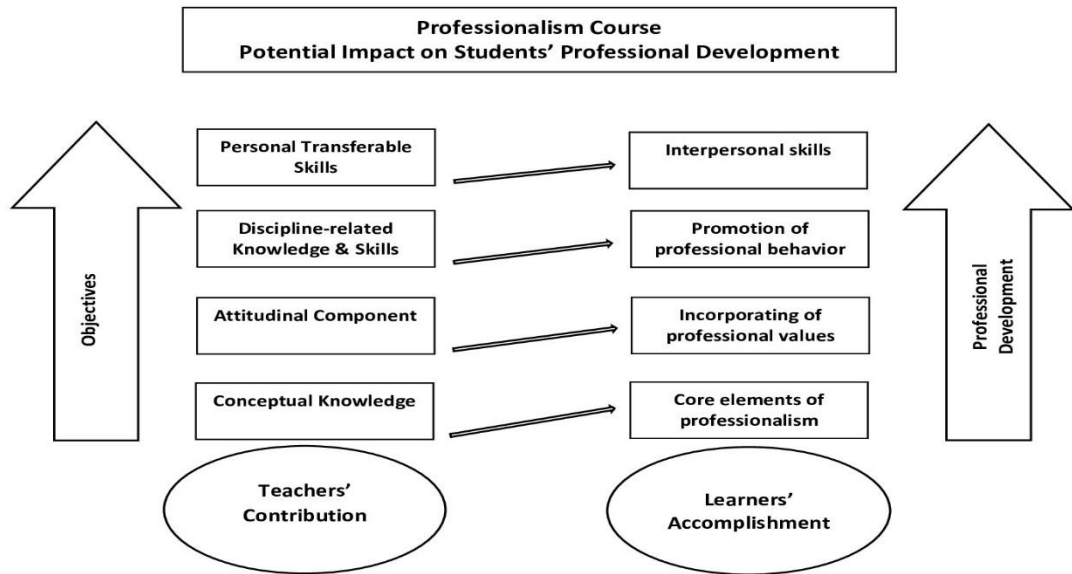 Professionalism Course
Potential Impact on Students’ Professional Development
Objectives
Personal Transferable
Skills
Interpersonal skills
Discipline-related
Knowledge & Skills
Promotion of
professional behavior
Attitudinal Component
Incorporating of
professional values
Conceptual Knowledge
Core elements of
professionalism
Teachers’
Contribution
Learners’
Accomplishment
Professional
Development